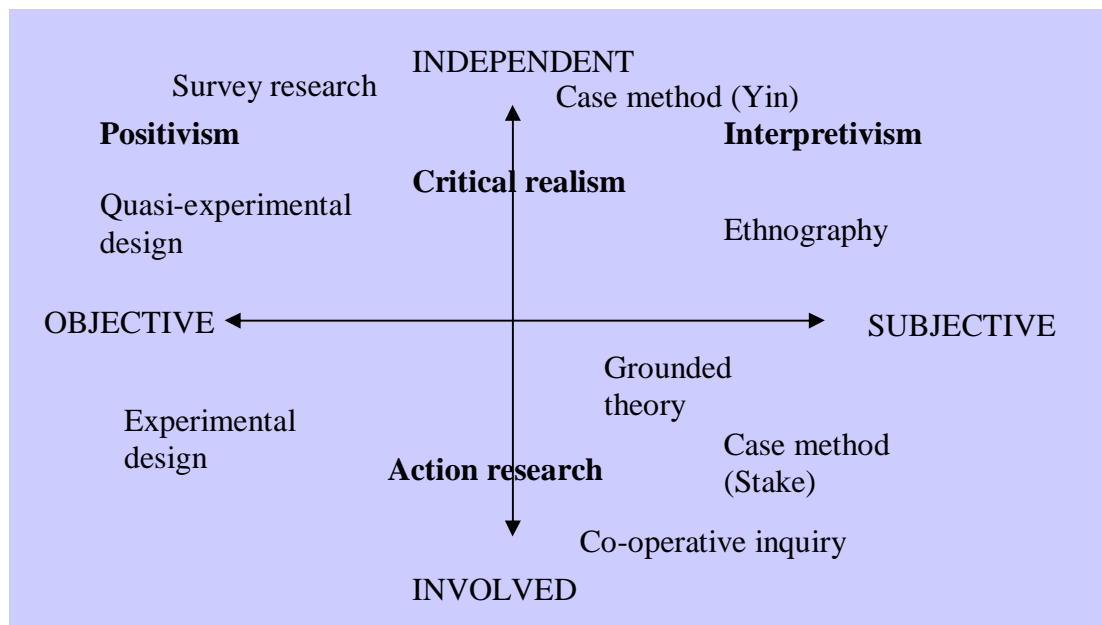 INDEPENDENT
Survey research
Case method (Yin)
Positivism
Interpretivism
Critical realism
Quasi-experimental
design
Ethnography
OBJECTIVE
SUBJECTIVE
Grounded
theory
Experimental
design
Case method
(Stake)
Action research
Co-operative inquiry
INVOLVED